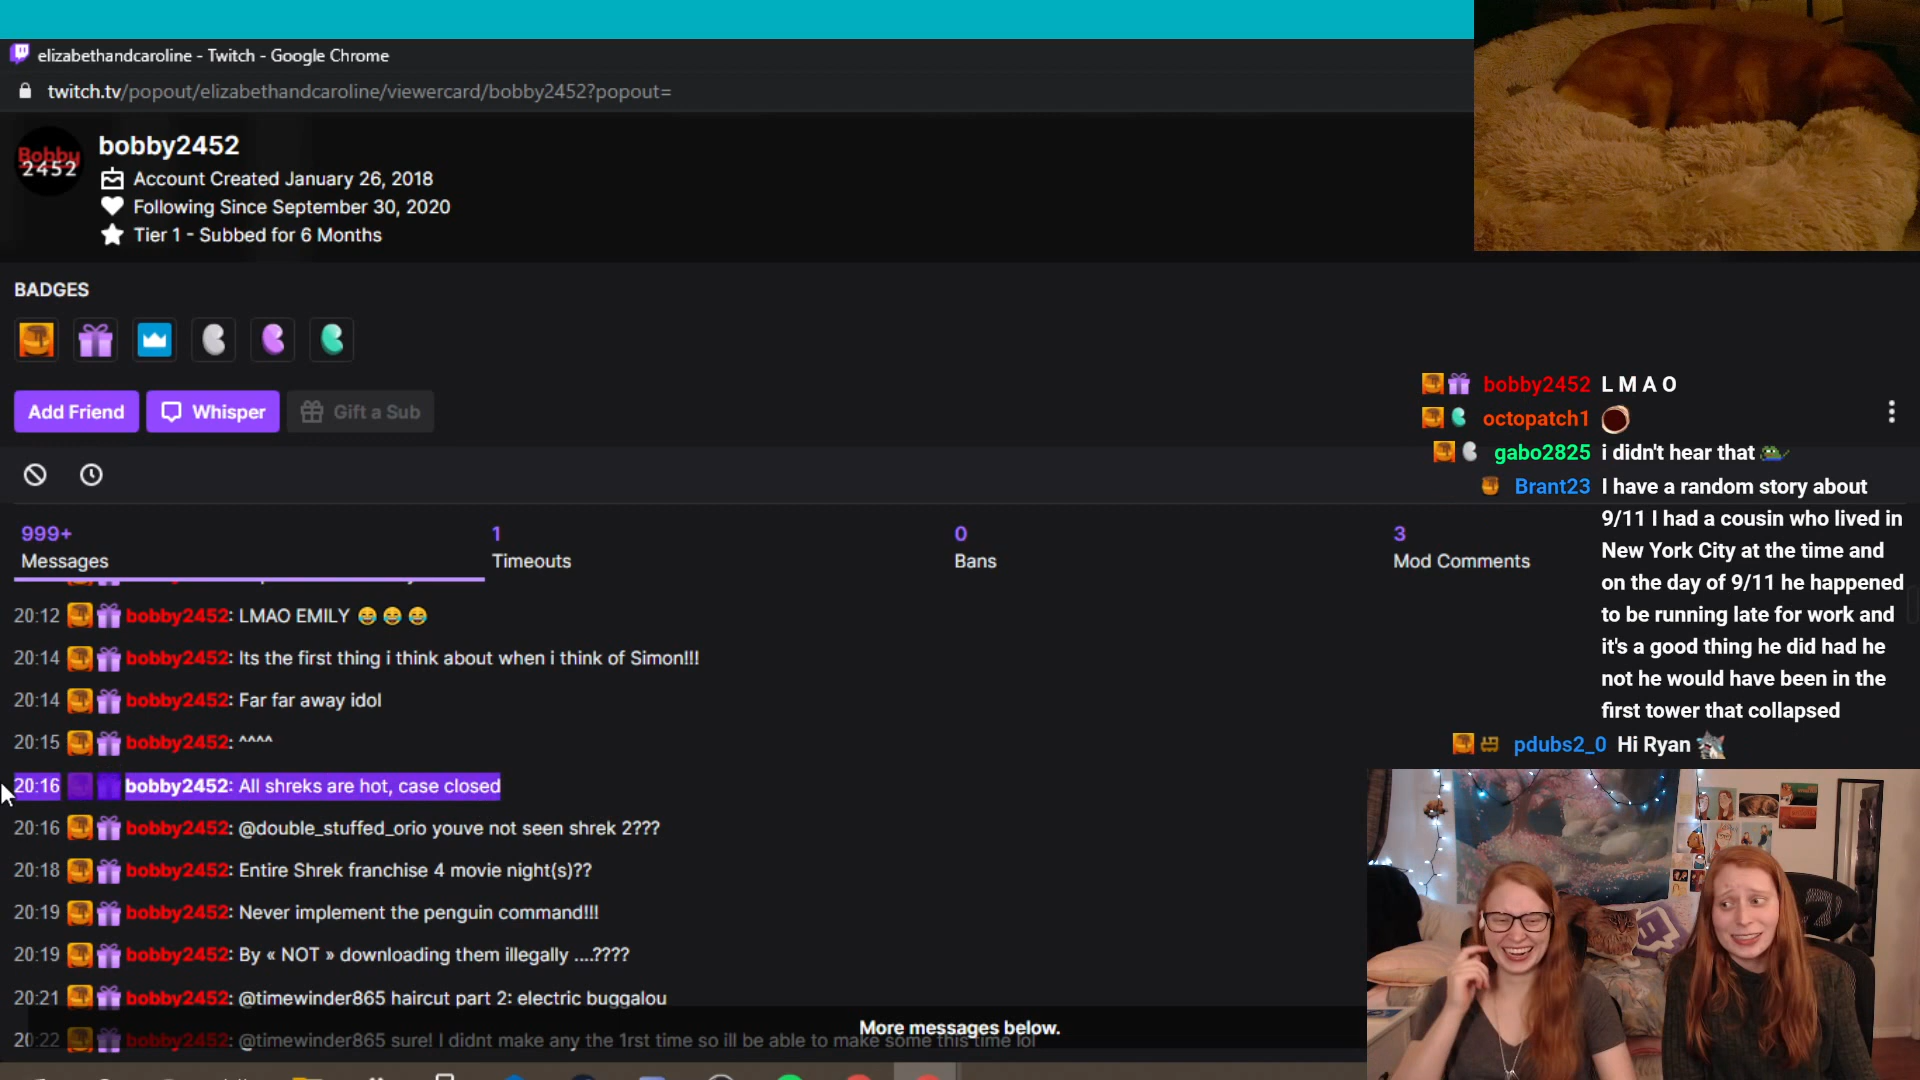 elizabethandcaroline - Twitch - Google Chrome
twitch.tv/popout/elizabethandcaroline/viewercard/bobby2452?popout=
Bobby
2452
bobby2452
Account Created January 26, 2018
Following Since September 30, 2020
Tier 1 - Subbed for 6 Months
BADGES
Add Friend
Whisper
Gift a Sub
999+
Messages
1
Timeouts
0
Bans
3
Mod Comments
20:12 bobby2452: LMAO EMILY 😂 😂 😂
20:14 bobby2452: Its the first thing i think about when i think of Simon!!!
20:14 bobby2452: Far far away idol
20:15 bobby2452: ^^^^
20:16 bobby2452: All shreks are hot, case closed
20:16 bobby2452: @double_stuffed_orio youve not seen shrek 2????
20:18 bobby2452: Entire Shrek franchise 4 movie night(s)??
20:19 bobby2452: Never implement the penguin command!!!
20:19 bobby2452: By « NOT » downloading them illegally ....????
20:21 bobby2452: @timewinder865 haircut part 2: electric buggalou
20:22 bobby2452: @timewinder865 sure! I didnt make any the 1rst time so ill be able to make some this time lol
More messages below.
bobby2452 L M A O
octopatch1
gabo2825 i didn't hear that
Brant23 I have a random story about
9/11 I had a cousin who lived in
New York City at the time and
on the day of 9/11 he happened
to be running late for work and
it's a good thing he did had he
not he would have been in the
first tower that collapsed
pdubs2_0 Hi Ryan